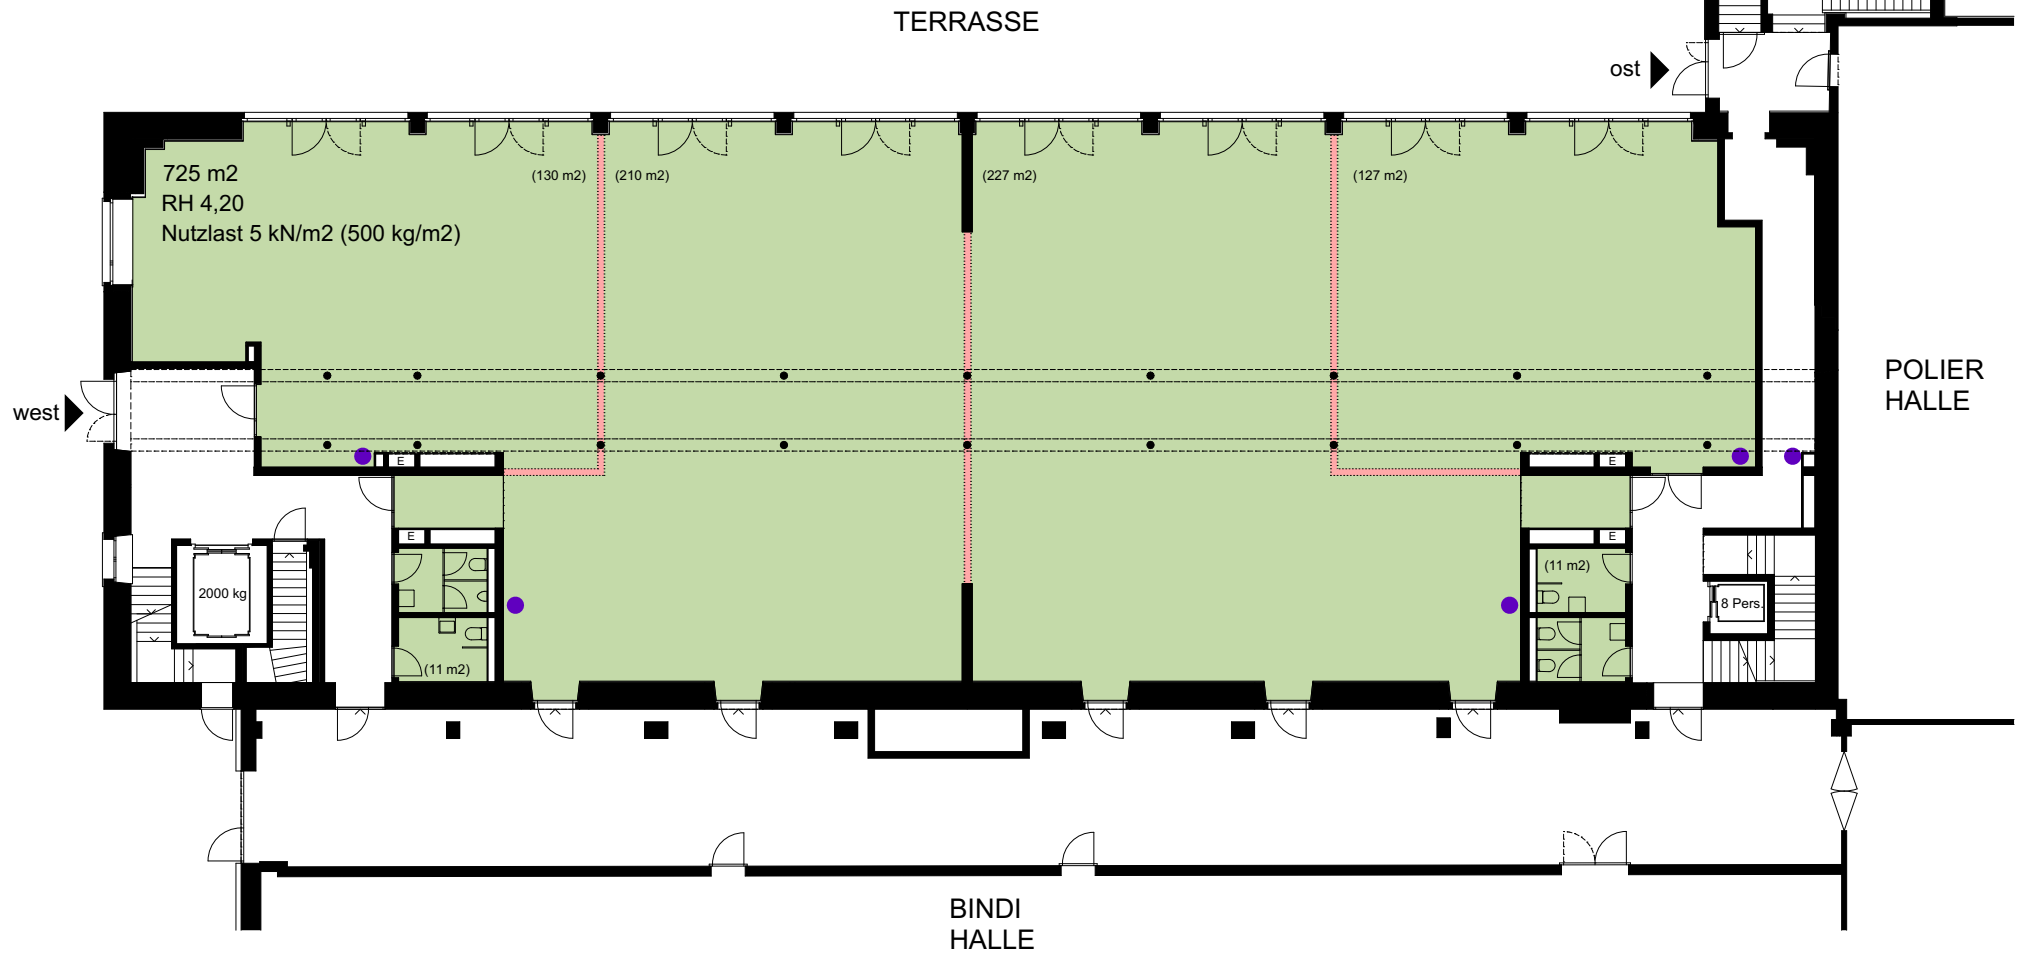 TERRASSE
ost
725 m2
RH 4,20
Nutzlast 5 kN/m2 (500 kg/m2)
(130 m2)
(210 m2)
(227 m2)
(127 m2)
POLIER
HALLE
west
E
E
E
E
2000 kg
(11 m2)
(11 m2)
8 Pers.
BINDI
HALLE